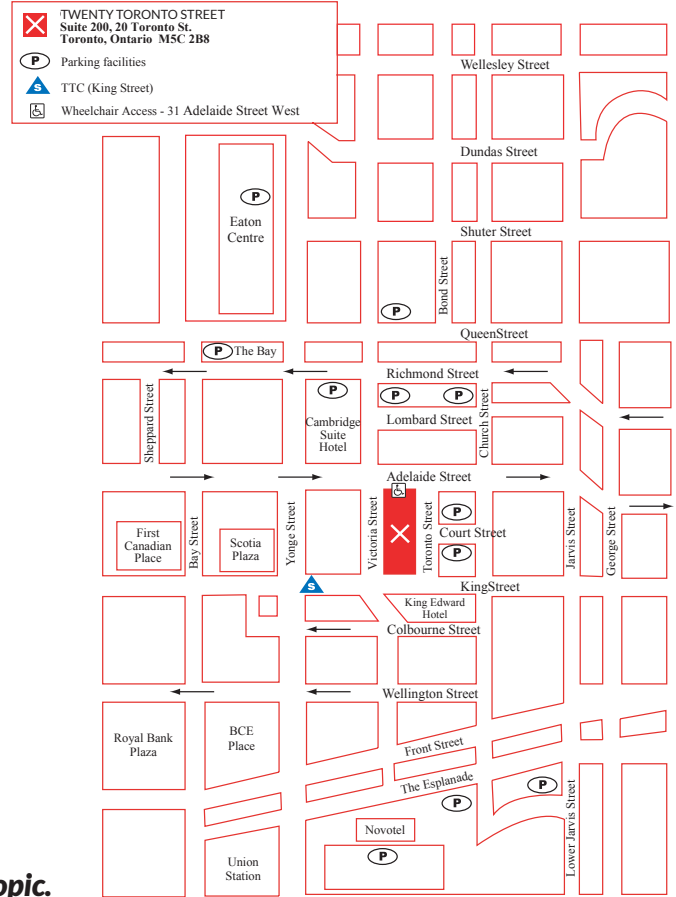 TWENTY TORONTO STREET
Suite 200, 20 Toronto St.
Toronto, Ontario M5C 2B8
P Parking facilities
S TTC (King Street)
Wheelchair Access - 31 Adelaide Street West
Wellesley Street
Dundas Street
P
Eaton
Centre
Shuter Street
Bond Street
P
QueenStreet
P The Bay
Richmond Street
Sheppard Street
P
Cambridge
Suite
Hotel
P
P
Lombard Street
Church Street
Adelaide Street
First
Canadian
Place
Bay Street
Scotia
Plaza
Yonge Street
Victoria Street
Toronto Street
P
Court Street
P
Jarvis Street
George Street
S
KingStreet
King Edward
Hotel
Colbourne Street
Wellington Street
Royal Bank
Plaza
BCE
Place
Front Street
The Esplanade
P
P
Lower Jarvis Street
Novotel
P
Union
Station
opic.